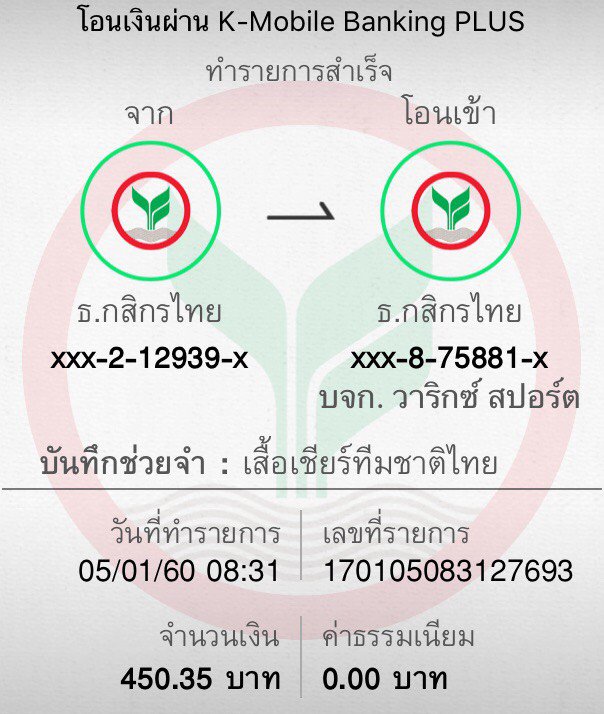 โอนเงินผ่าน K-Mobile Banking PLUS
ทำรายการสำเร็จ
จาก โอนเข้า
ธ.กสิกรไทย ธ.กสิกรไทย
xxx-2-12939-x xxx-8-75881-x
บจก. วาริกซ์ สปอร์ต
บันทึกช่วยจำ : เสื้อเชียร์ทีมชาติไทย
วันที่ทำรายการ เลขที่รายการ
05/01/60 08:31 170105083127693
จำนวนเงิน ค่าธรรมเนียม
450.35 บาท 0.00 บาท